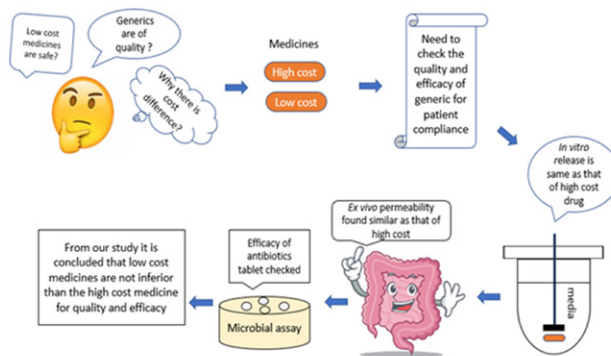 Low cost
medicines
are safe?
Generics
are of
quality ?
Why there is
cost
difference?
Medicines
High cost
Low cost
Need to
check the
quality and
efficacy of
generic for
patient
compliance
In vitro
release is
same as that
of high cost
drug
media
Ex vivo permeability
found similar as that of
high cost
Efficacy of
antibiotics
tablet checked
Microbial assay
From our study it is
concluded that low cost
medicines are not inferior
than the high cost medicine
for quality and efficacy